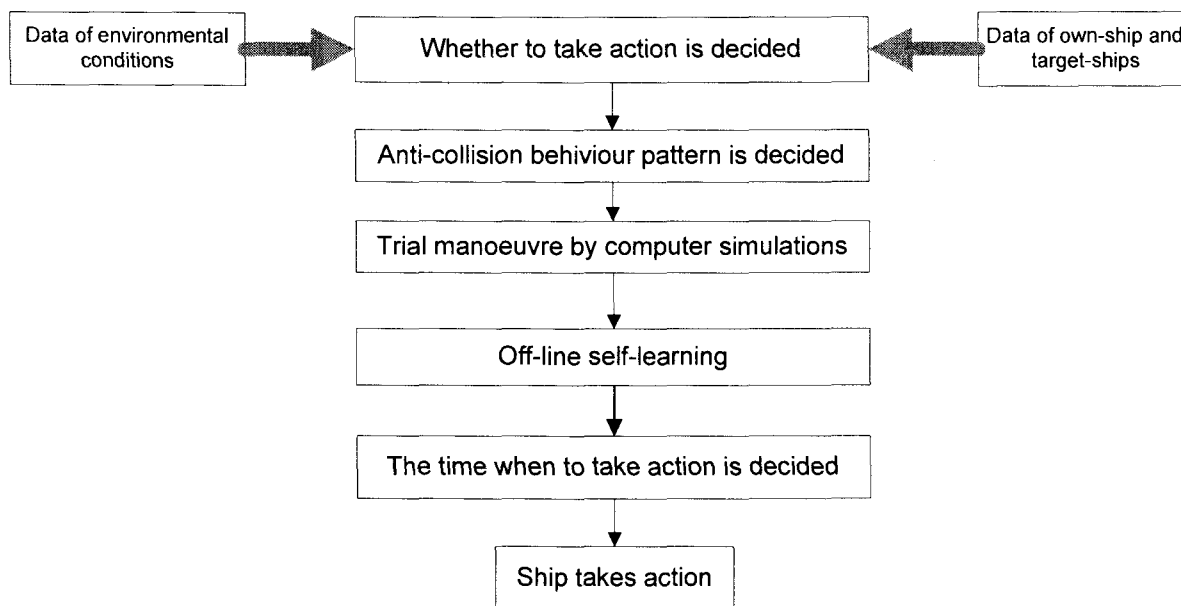 Data of environmental
conditions
Whether to take action is decided
Data of own-ship and
target-ships
Anti-collision behiviour pattern is decided
Trial manoeuvre by computer simulations
Off-line self-learning
The time when to take action is decided
Ship takes action